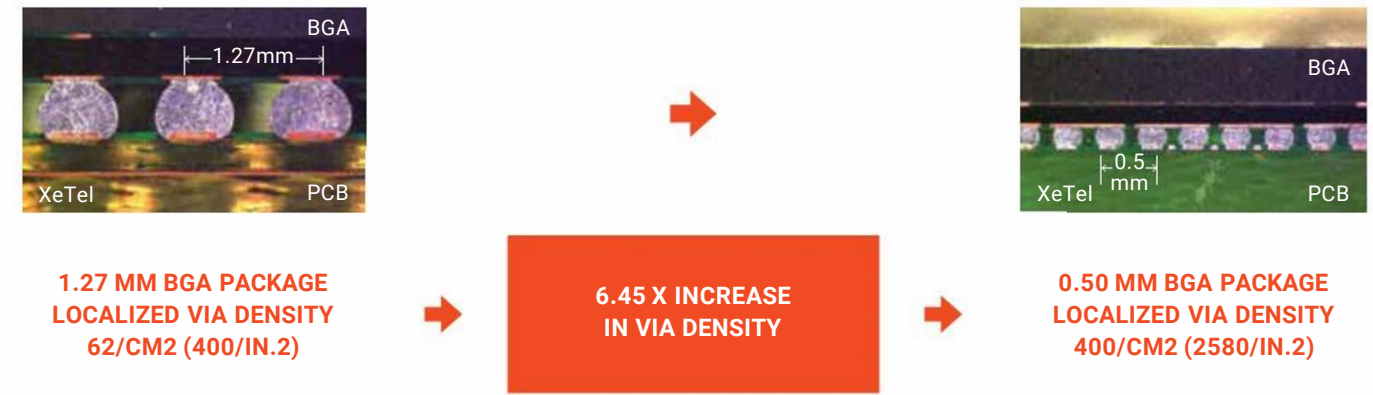 BGA
1.27mm
XeTel
PCB
BGA
0.5
mm
XeTel
PCB
1.27 MM BGA PACKAGE
LOCALIZED VIA DENSITY
62/CM2 (400/IN.2)
6.45 X INCREASE
IN VIA DENSITY
0.50 MM BGA PACKAGE
LOCALIZED VIA DENSITY
400/CM2 (2580/IN.2)